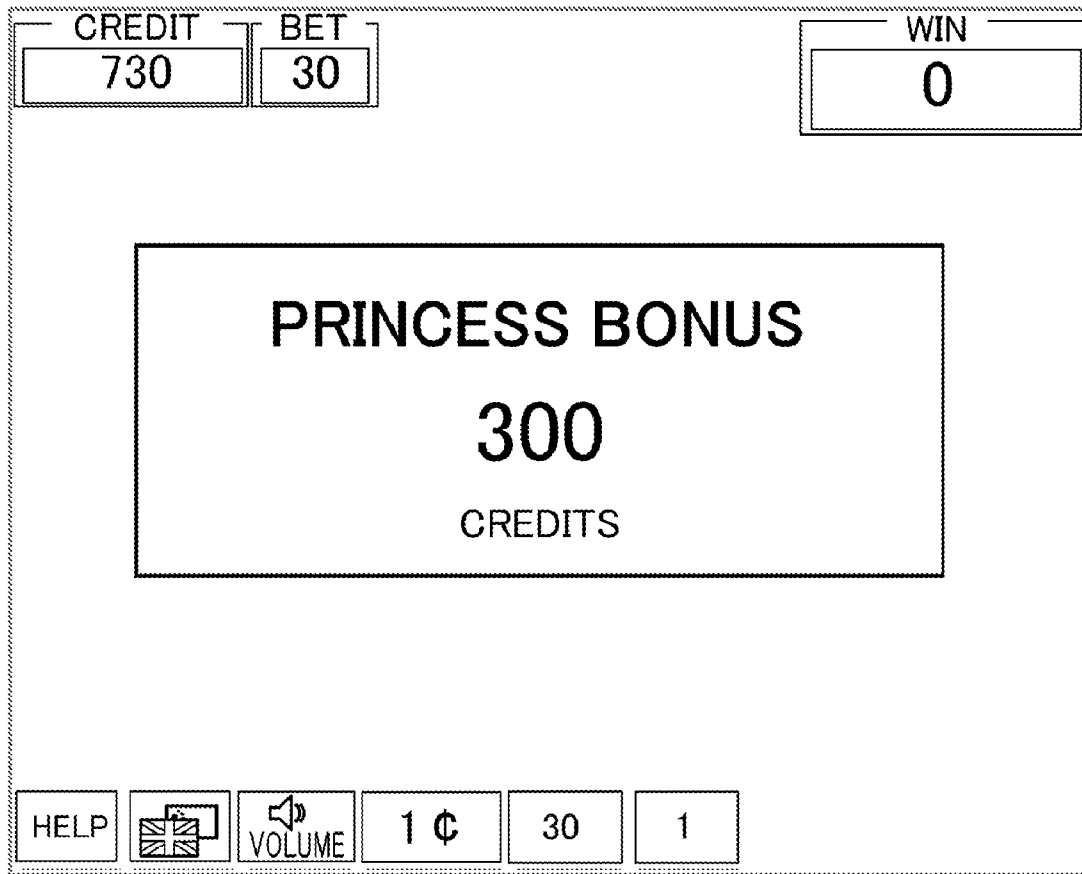 CREDIT BET WIN
730 30 0
PRINCESS BONUS
300
CREDITS
HELP VOLUME 1 ¢ 30 1